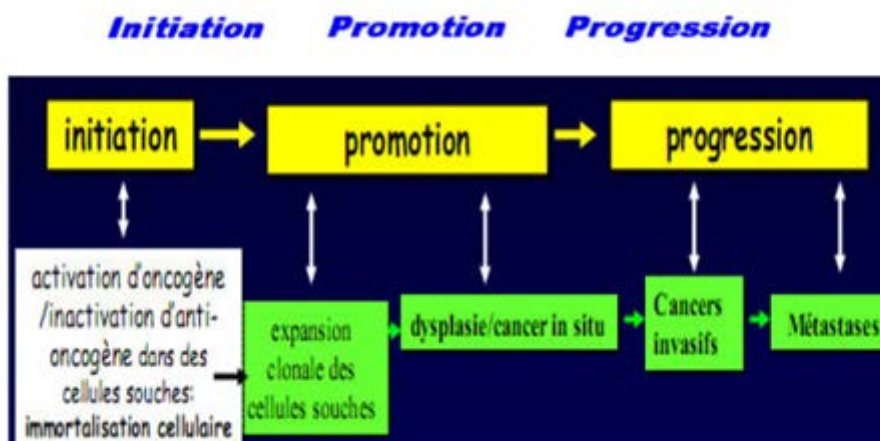 Initiation Promotion Progression
initiation
promotion
progression
activation d'oncogène
/inactivation d'anti-
oncogène dans des
cellules souches:
immortalisation cellulaire
expansion
clonale des
cellules souches
dysplasie/cancer in situ
Cancers
invasifs
Métastases